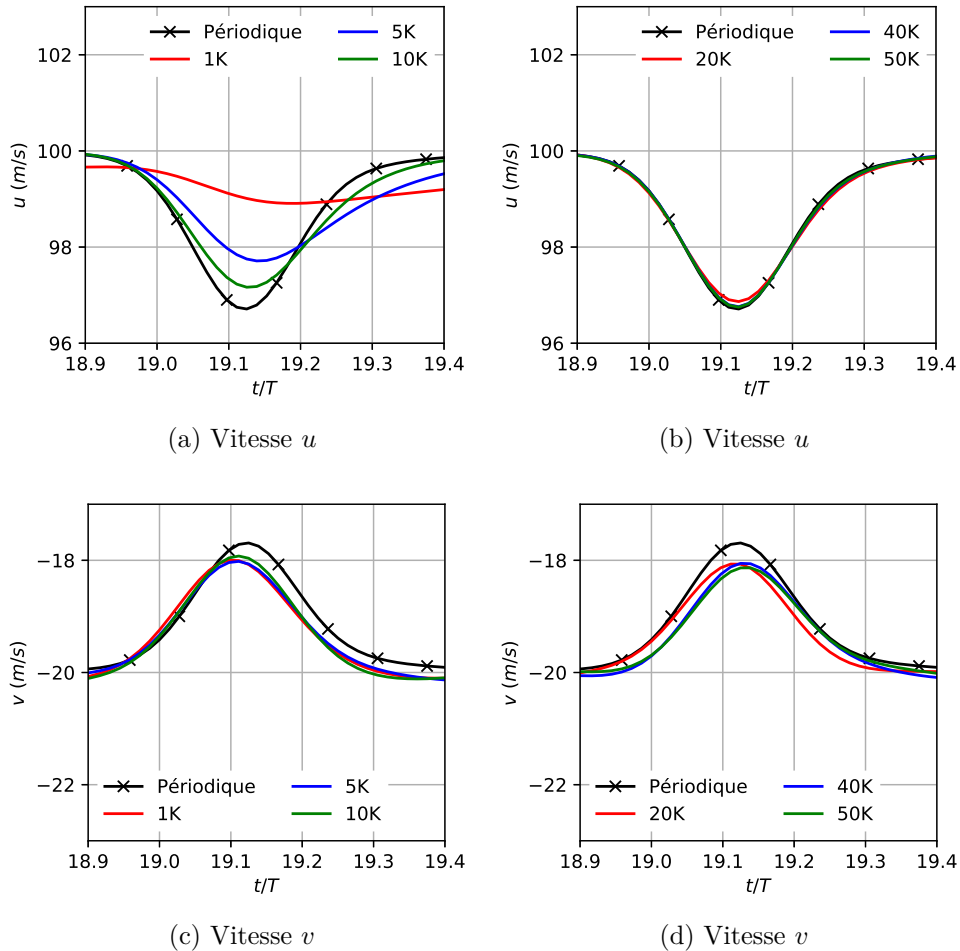 Périodique
1K
5K
10K
102
100
98
96
u (m/s)
18.9 19.0 19.1 19.2 19.3 19.4
t/T
(a) Vitesse u
Périodique
20K
40K
50K
102
100
98
96
u (m/s)
18.9 19.0 19.1 19.2 19.3 19.4
t/T
(b) Vitesse u
−18
−20
−22
v (m/s)
Périodique
1K
5K
10K
18.9 19.0 19.1 19.2 19.3 19.4
t/T
(c) Vitesse v
−18
−20
−22
v (m/s)
Périodique
20K
40K
50K
18.9 19.0 19.1 19.2 19.3 19.4
t/T
(d) Vitesse v